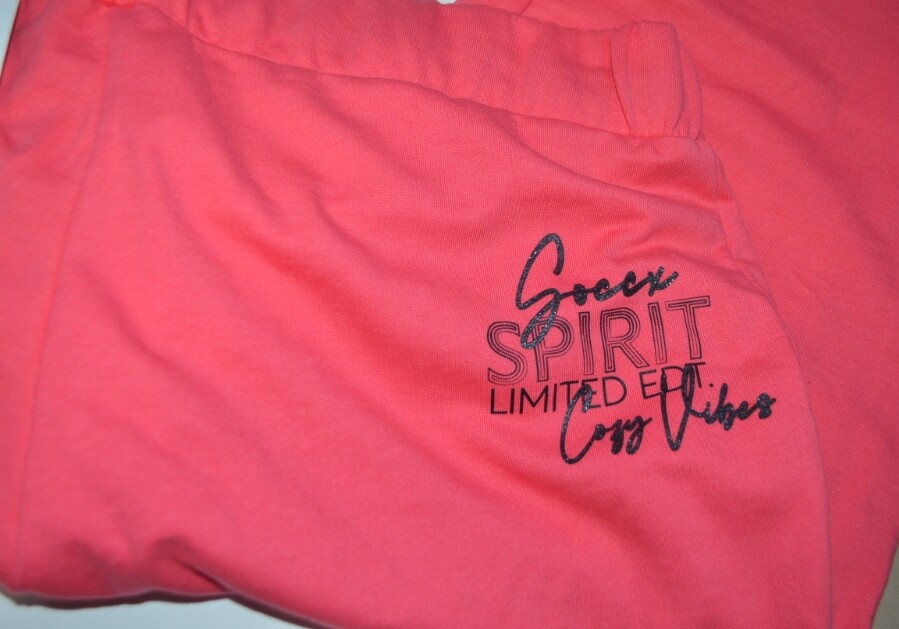 Soccx
SPIRIT
LIMITED EDT.
Cozy Vibes